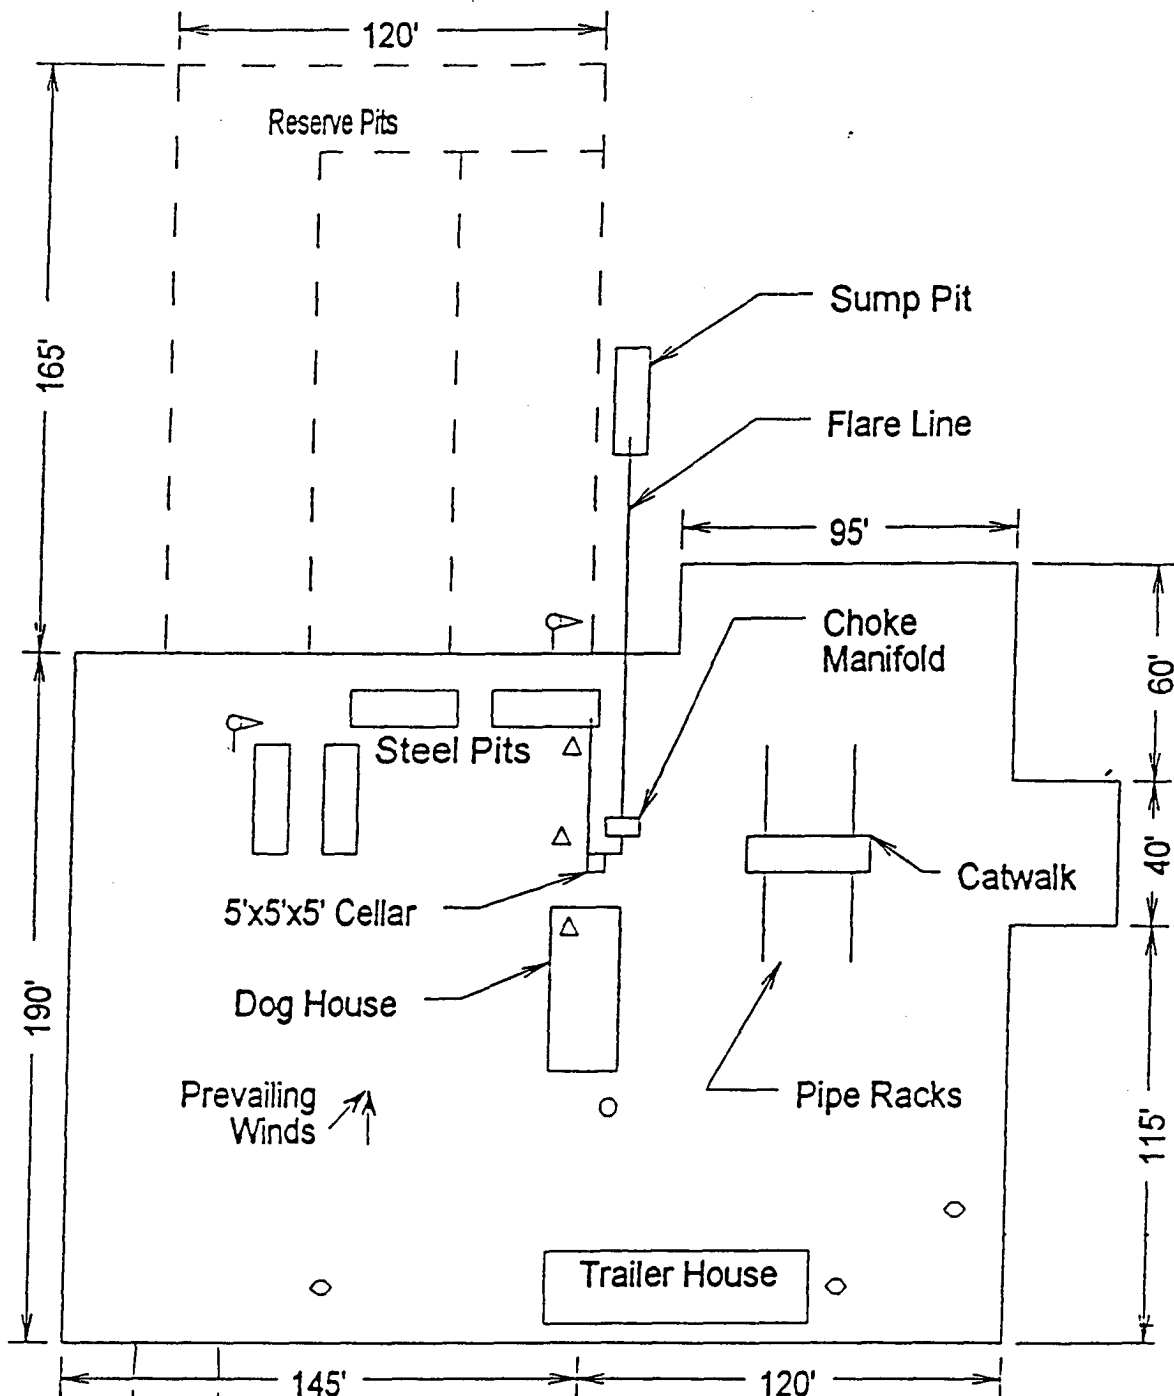 120'
Reserve Pits
165'
Sump Pit
Flare Line
95'
Choke
Manifold
60'
Steel Pits
40'
Catwalk
5'x5'x5' Cellar
190'
Dog House
Prevailing
Winds
Pipe Racks
115'
Trailer House
145'
120'